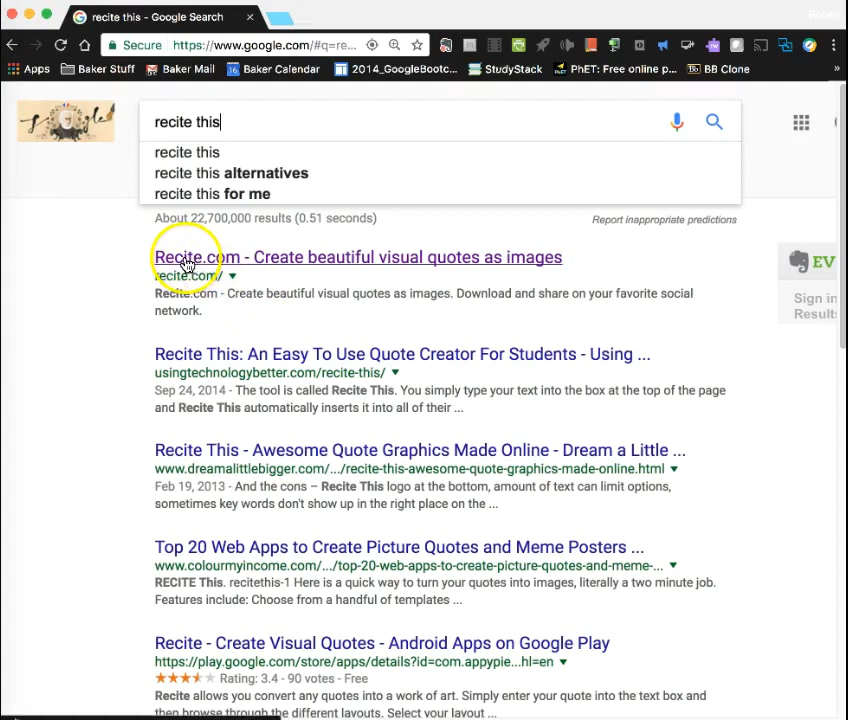 recite this - Google Search
Secure https://www.google.com/#q=re...
Apps Baker Stuff Baker Mail Baker Calendar 2014_GoogleBootc... StudyStack PhET: Free online p... BB Clone »
recite this
recite this
recite this alternatives
recite this for me
About 22,700,000 results (0.51 seconds) Report inappropriate predictions
Recite.com - Create beautiful visual quotes as images
recite.com/
Recite.com - Create beautiful visual quotes as images. Download and share on your favorite social
network.
EV
Sign in
Results
Recite This: An Easy To Use Quote Creator For Students - Using ...
usingtechnologybetter.com/recite-this/
Sep 24, 2014 - The tool is called Recite This. You simply type your text into the box at the top of the page
and Recite This automatically inserts it into all of their ...
Recite This - Awesome Quote Graphics Made Online - Dream a Little ...
www.dreamalittlebigger.com/.../recite-this-awesome-quote-graphics-made-online.html
Feb 19, 2013 - And the cons – Recite This logo at the bottom, amount of text can limit options,
sometimes key words don't show up in the right place on the ...
Top 20 Web Apps to Create Picture Quotes and Meme Posters ...
www.colourmyincome.com/.../top-20-web-apps-to-create-picture-quotes-and-meme-...
RECITE This. recitethis-1 Here is a quick way to turn your quotes into images, literally a two minute job.
Features include: Choose from a handful of templates ...
Recite - Create Visual Quotes - Android Apps on Google Play
https://play.google.com/store/apps/details?id=com.appypie...hl=en
Rating: 3.4 - 90 votes - Free
Recite allows you convert any quotes into a work of art. Simply enter your quote into the text box and
then browse through the different layouts. Select your layout ...